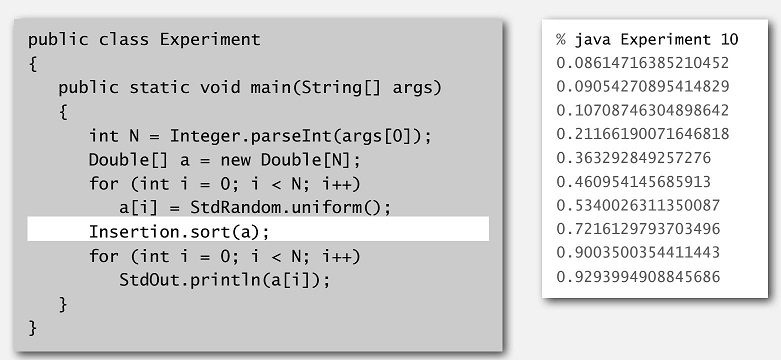 public class Experiment
{
   public static void main(String[] args)
   {
      int N = Integer.parseInt(args[0]);
      Double[] a = new Double[N];
      for (int i = 0; i < N; i++)
         a[i] = StdRandom.uniform();
      Insertion.sort(a);
      for (int i = 0; i < N; i++)
         StdOut.println(a[i]);
   }
}
% java Experiment 10
0.08614716385210452
0.09054270895414829
0.10708746304898642
0.21166190071646818
0.363292849257276
0.460954145685913
0.5340026311350087
0.7216129793703496
0.9003500354411443
0.9293994908845686